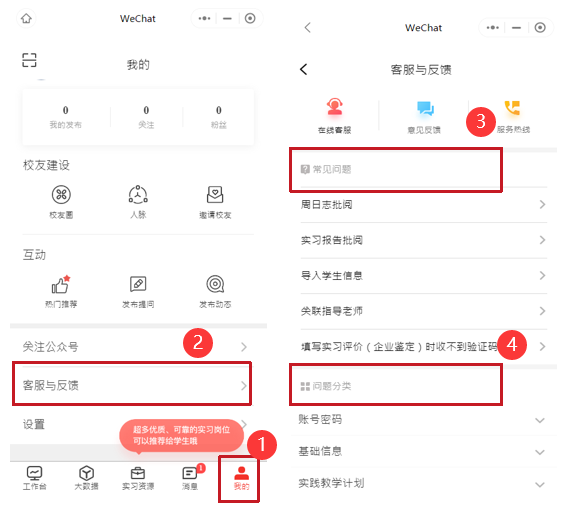 WeChat
我的
0 0 0
我的发布 关注 粉丝
校友建设
校友圈 人脉 邀请校友
互动
热门推荐 发布提问 发布动态
2
关注公众号
客服与反馈
设置
超多优质、可靠的实习岗位
可以推荐给学生哦
1
1
工作台 大数据 实习资源 消息 我的
WeChat
客服与反馈
3
在线客服 意见反馈 服务热线
常见问题
周日志批阅
实习报告批阅
导入学生信息
关联指导老师
4
填写实习评价（企业鉴定）时收不到验证码
问题分类
账号密码
基础信息
实践教学计划